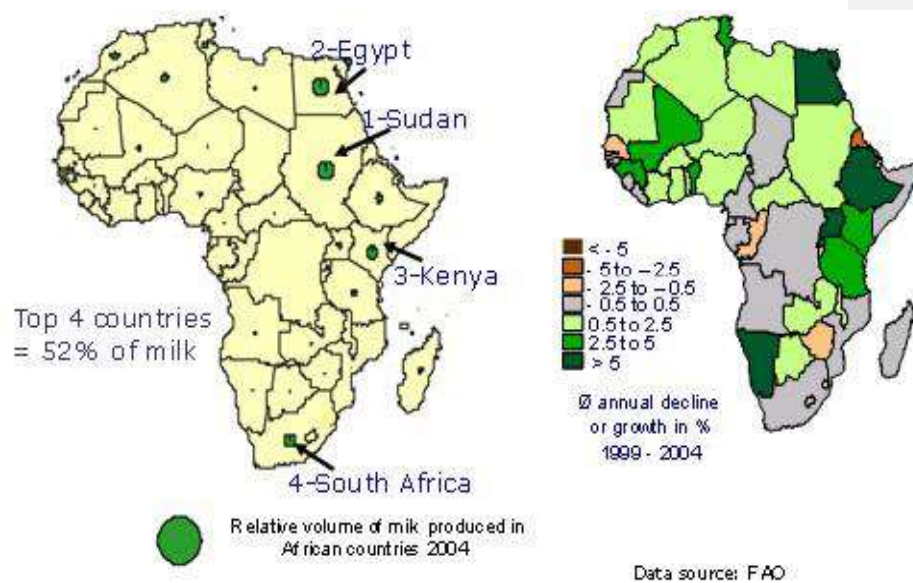 2-Egypt
1-Sudan
3-Kenya
Top 4 countries
= 52% of milk
4-South Africa
Relative volume of milk produced in
African countries 2004
< - 5
- 5 to – 2.5
- 2.5 to – 0.5
- 0.5 to 0.5
0.5 to 2.5
2.5 to 5
> 5
Ø annual decline
or growth in %
1999 - 2004
Data source: FAO